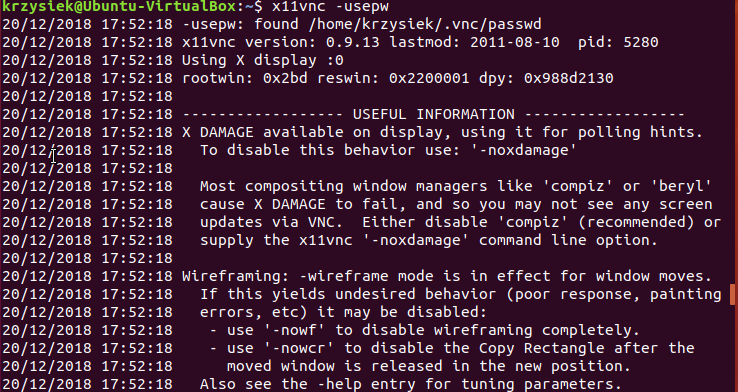 krzysiek@Ubuntu-VirtualBox:~$ x11vnc -usepw
20/12/2018 17:52:18 -usepw: found /home/krzysiek/.vnc/passwd
20/12/2018 17:52:18 x11vnc version: 0.9.13 lastmod: 2011-08-10  pid: 5280
20/12/2018 17:52:18 Using X display :0
20/12/2018 17:52:18 rootwin: 0x2bd reswin: 0x2200001 dpy: 0x988d2130
20/12/2018 17:52:18
20/12/2018 17:52:18 ------------------ USEFUL INFORMATION ------------------
20/12/2018 17:52:18 X DAMAGE available on display, using it for polling hints.
20/12/2018 17:52:18   To disable this behavior use: '-noxdamage'
20/12/2018 17:52:18
20/12/2018 17:52:18   Most compositing window managers like 'compiz' or 'beryl'
20/12/2018 17:52:18   cause X DAMAGE to fail, and so you may not see any screen
20/12/2018 17:52:18   updates via VNC.  Either disable 'compiz' (recommended) or
20/12/2018 17:52:18   supply the x11vnc '-noxdamage' command line option.
20/12/2018 17:52:18
20/12/2018 17:52:18 Wireframing: -wireframe mode is in effect for window moves.
20/12/2018 17:52:18   If this yields undesired behavior (poor response, painting
20/12/2018 17:52:18   errors, etc) it may be disabled:
20/12/2018 17:52:18    - use '-nowf' to disable wireframing completely.
20/12/2018 17:52:18    - use '-nowcr' to disable the Copy Rectangle after the
20/12/2018 17:52:18      moved window is released in the new position.
20/12/2018 17:52:18   Also see the -help entry for tuning parameters.